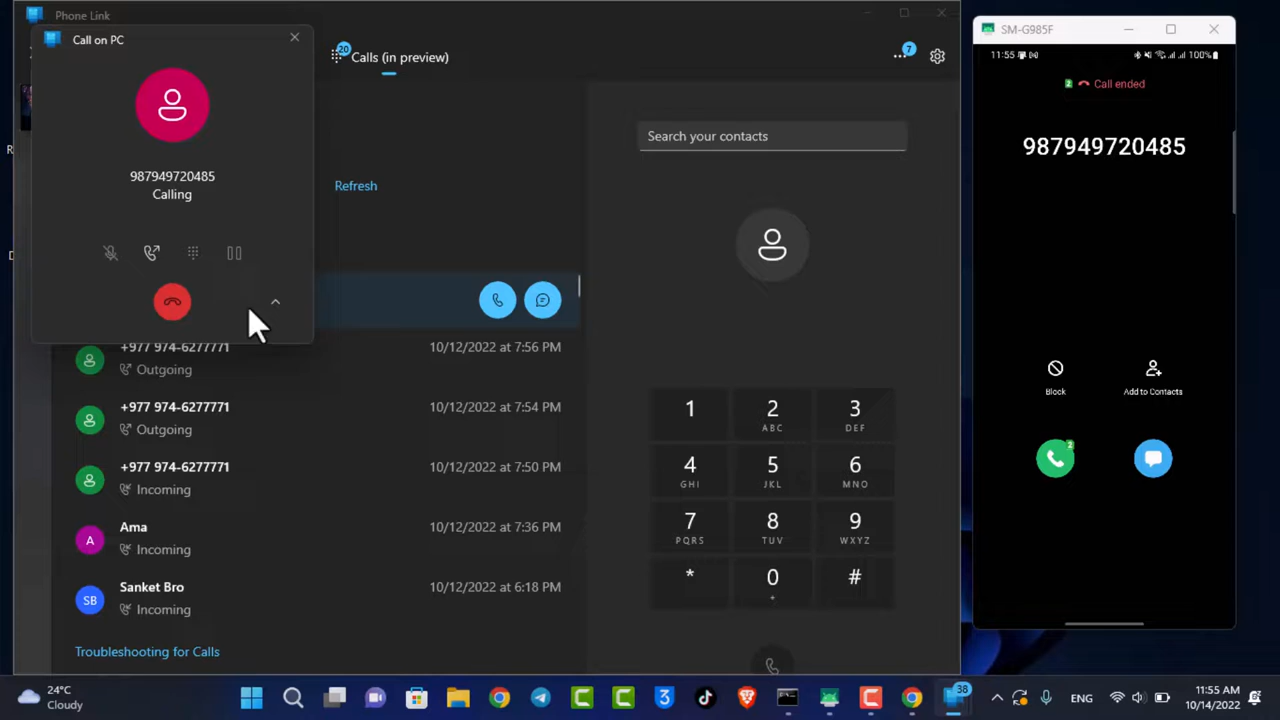 Phone Link
Call on PC
987949720485
Calling
20
Calls (in preview)
7
Refresh
Search your contacts
+977 974-6277771
Outgoing
10/12/2022 at 7:56 PM
+977 974-6277771
Outgoing
10/12/2022 at 7:54 PM
+977 974-6277771
Incoming
10/12/2022 at 7:50 PM
A
Ama
Incoming
10/12/2022 at 7:36 PM
SB
Sanket Bro
Incoming
10/12/2022 at 6:18 PM
Troubleshooting for Calls
1
2
ABC
3
DEF
4
GHI
5
JKL
6
MNO
7
PQRS
8
TUV
9
WXYZ
*
0
+
#
SM-G985F
11:55
100%
2 Call ended
987949720485
Block
Add to Contacts
2
24°C
Cloudy
38
ENG
11:55 AM
10/14/2022